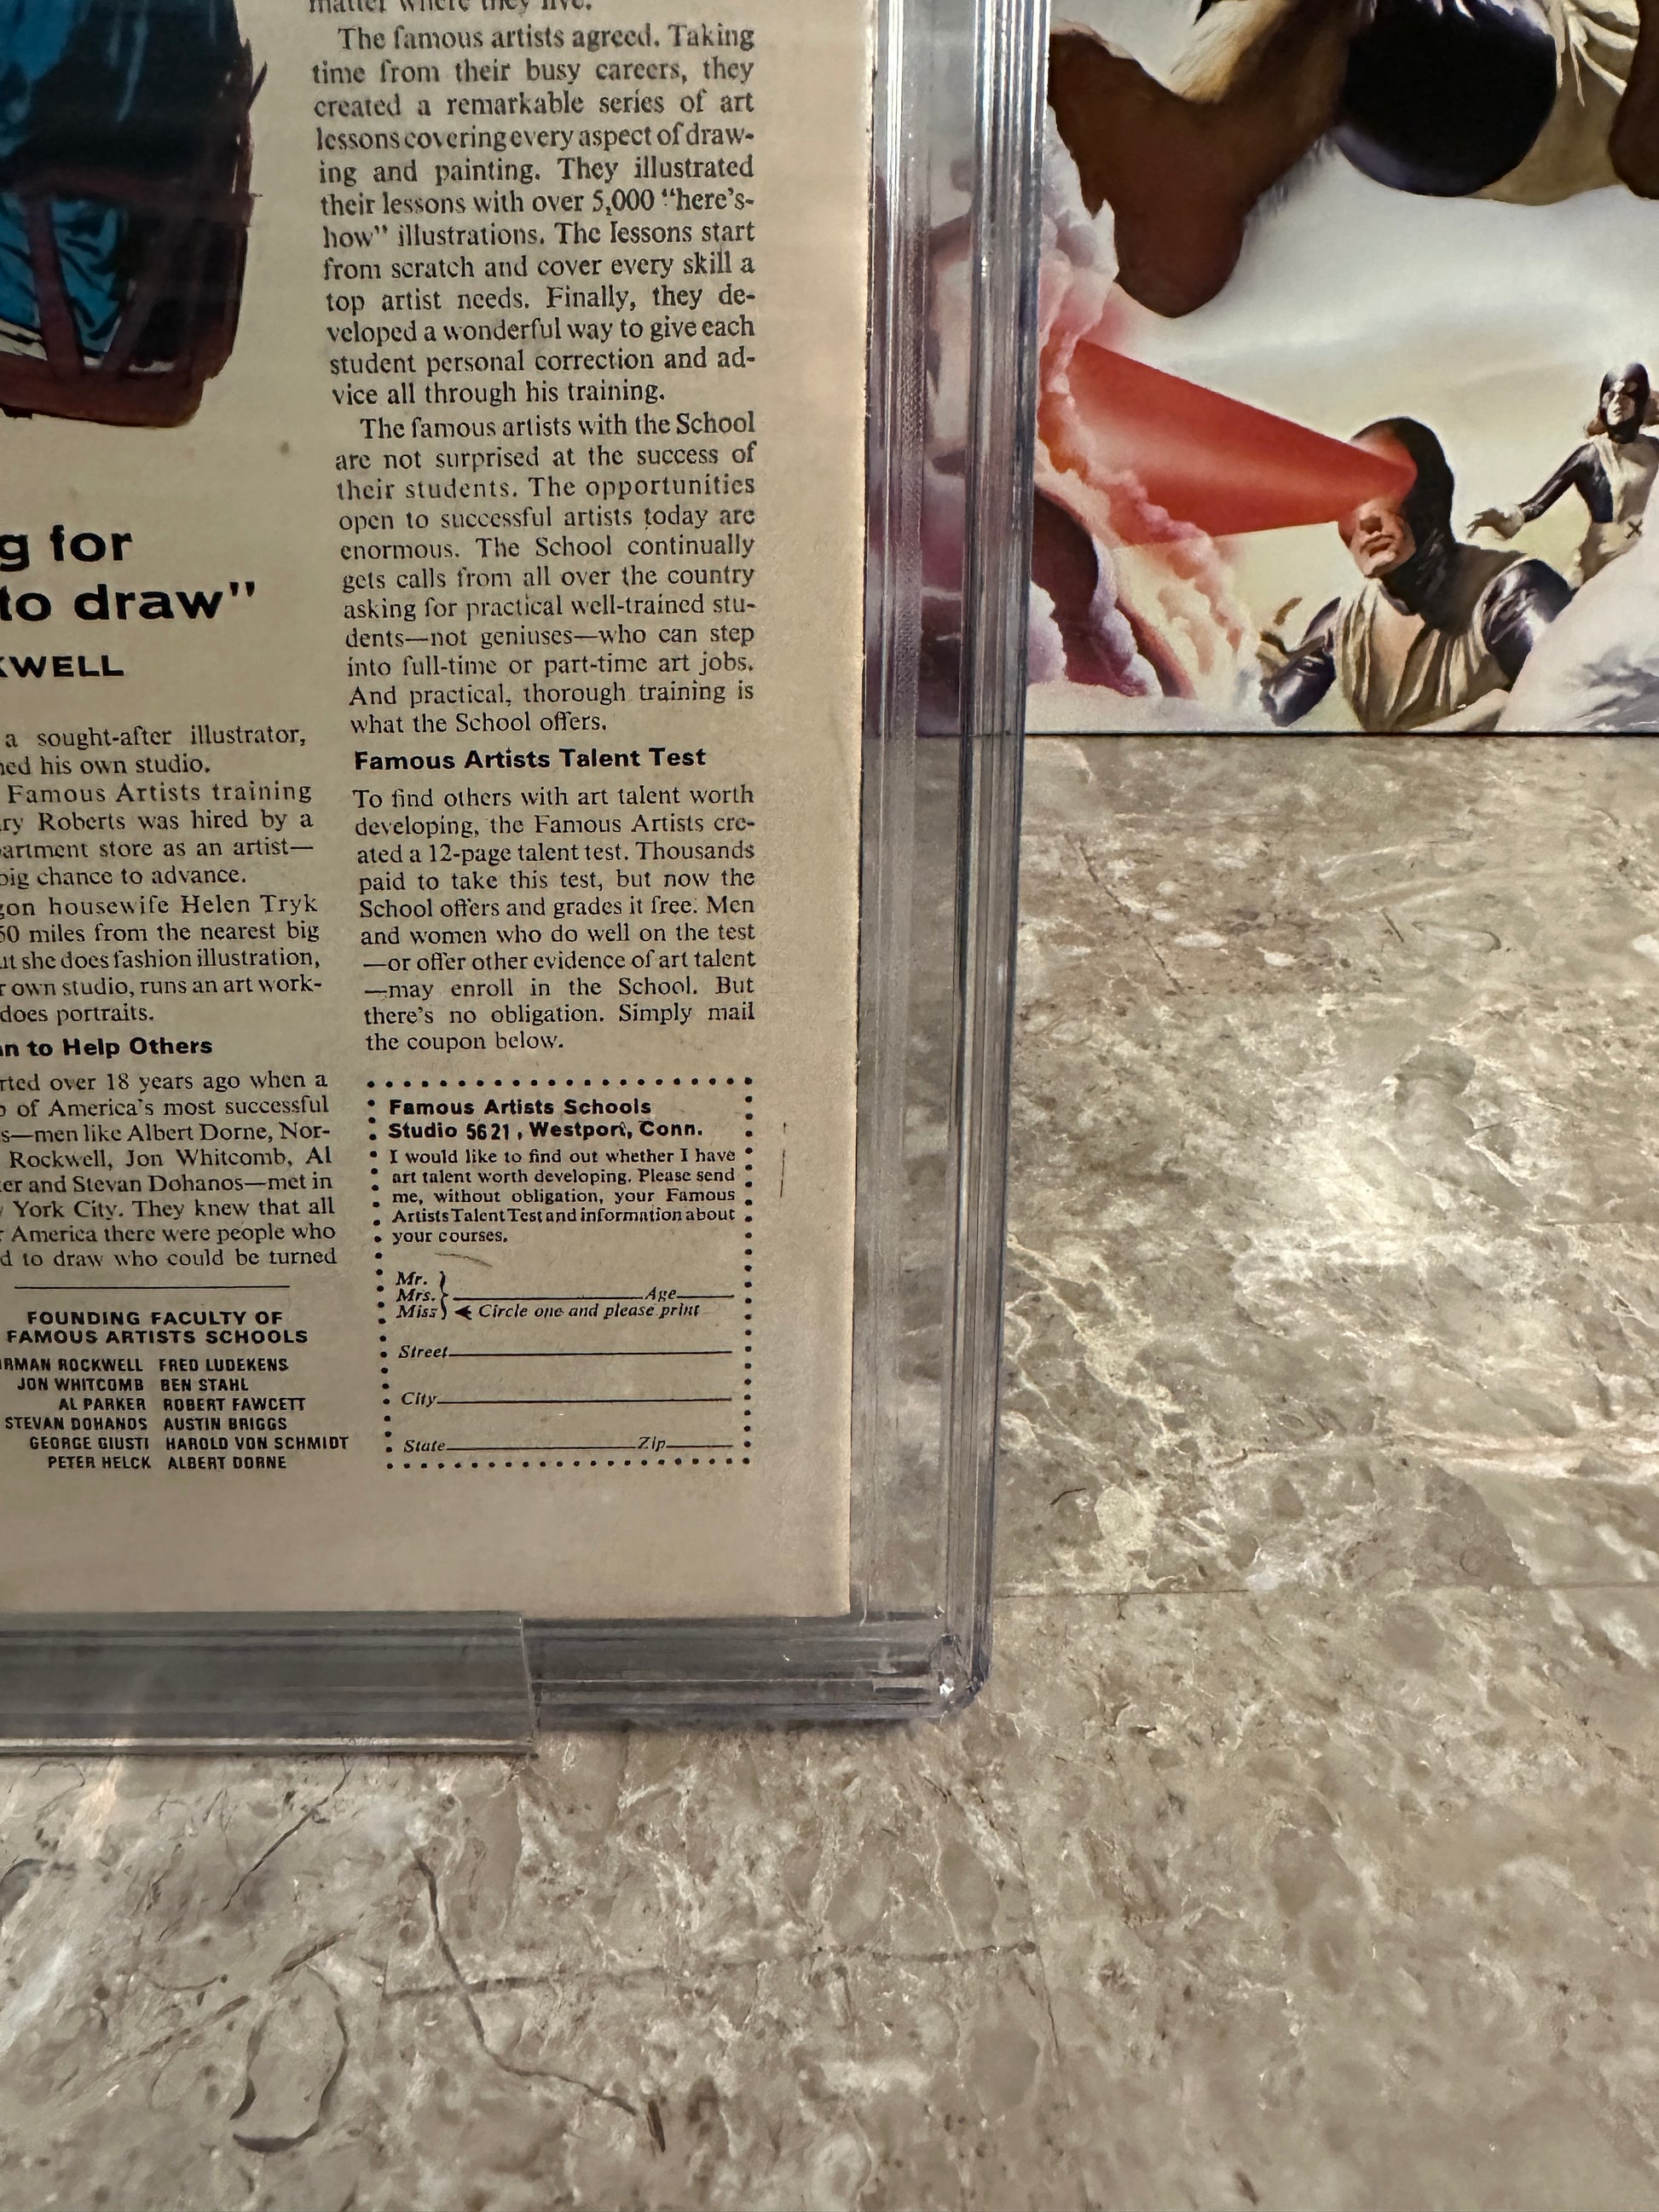 g for
to draw"
KWELL
a sought-after illustrator,
ned his own studio.
Famous Artists training
ry Roberts was hired by a
artment store as an artist—
big chance to advance.
gon housewife Helen Tryk
50 miles from the nearest big
ut she does fashion illustration,
r own studio, runs an art work-
does portraits.
an to Help Others
rted over 18 years ago when a
p of America's most successful
s—men like Albert Dorne, Nor-
Rockwell, Jon Whitcomb, Al
ker and Stevan Dohanos—met in
York City. They knew that all
r America there were people who
d to draw who could be turned
FOUNDING FACULTY OF
FAMOUS ARTISTS SCHOOLS
RMAN ROCKWELL FRED LUDEKENS
JON WHITCOMB BEN STAHL
AL PARKER ROBERT FAWCETT
STEVAN DOHANOS AUSTIN BRIGGS
GEORGE GIUSTI HAROLD VON SCHMIDT
PETER HELCK ALBERT DORNE
matter where they live.
The famous artists agreed. Taking
time from their busy careers, they
created a remarkable series of art
lessons covering every aspect of draw-
ing and painting. They illustrated
their lessons with over 5,000 "here's-
how" illustrations. The lessons start
from scratch and cover every skill a
top artist needs. Finally, they de-
veloped a wonderful way to give each
student personal correction and ad-
vice all through his training.
The famous artists with the School
are not surprised at the success of
their students. The opportunities
open to successful artists today are
enormous. The School continually
gets calls from all over the country
asking for practical well-trained stu-
dents—not geniuses—who can step
into full-time or part-time art jobs.
And practical, thorough training is
what the School offers.
Famous Artists Talent Test
To find others with art talent worth
developing, the Famous Artists cre-
ated a 12-page talent test. Thousands
paid to take this test, but now the
School offers and grades it free. Men
and women who do well on the test
—or offer other evidence of art talent
—may enroll in the School. But
there's no obligation. Simply mail
the coupon below.
Famous Artists Schools
Studio 5621, Westport, Conn.
I would like to find out whether I have
art talent worth developing. Please send
me, without obligation, your Famous
Artists Talent Test and information about
your courses.
Mr.
Mrs. Age
Miss Circle one and please print
Street
City
State Zip